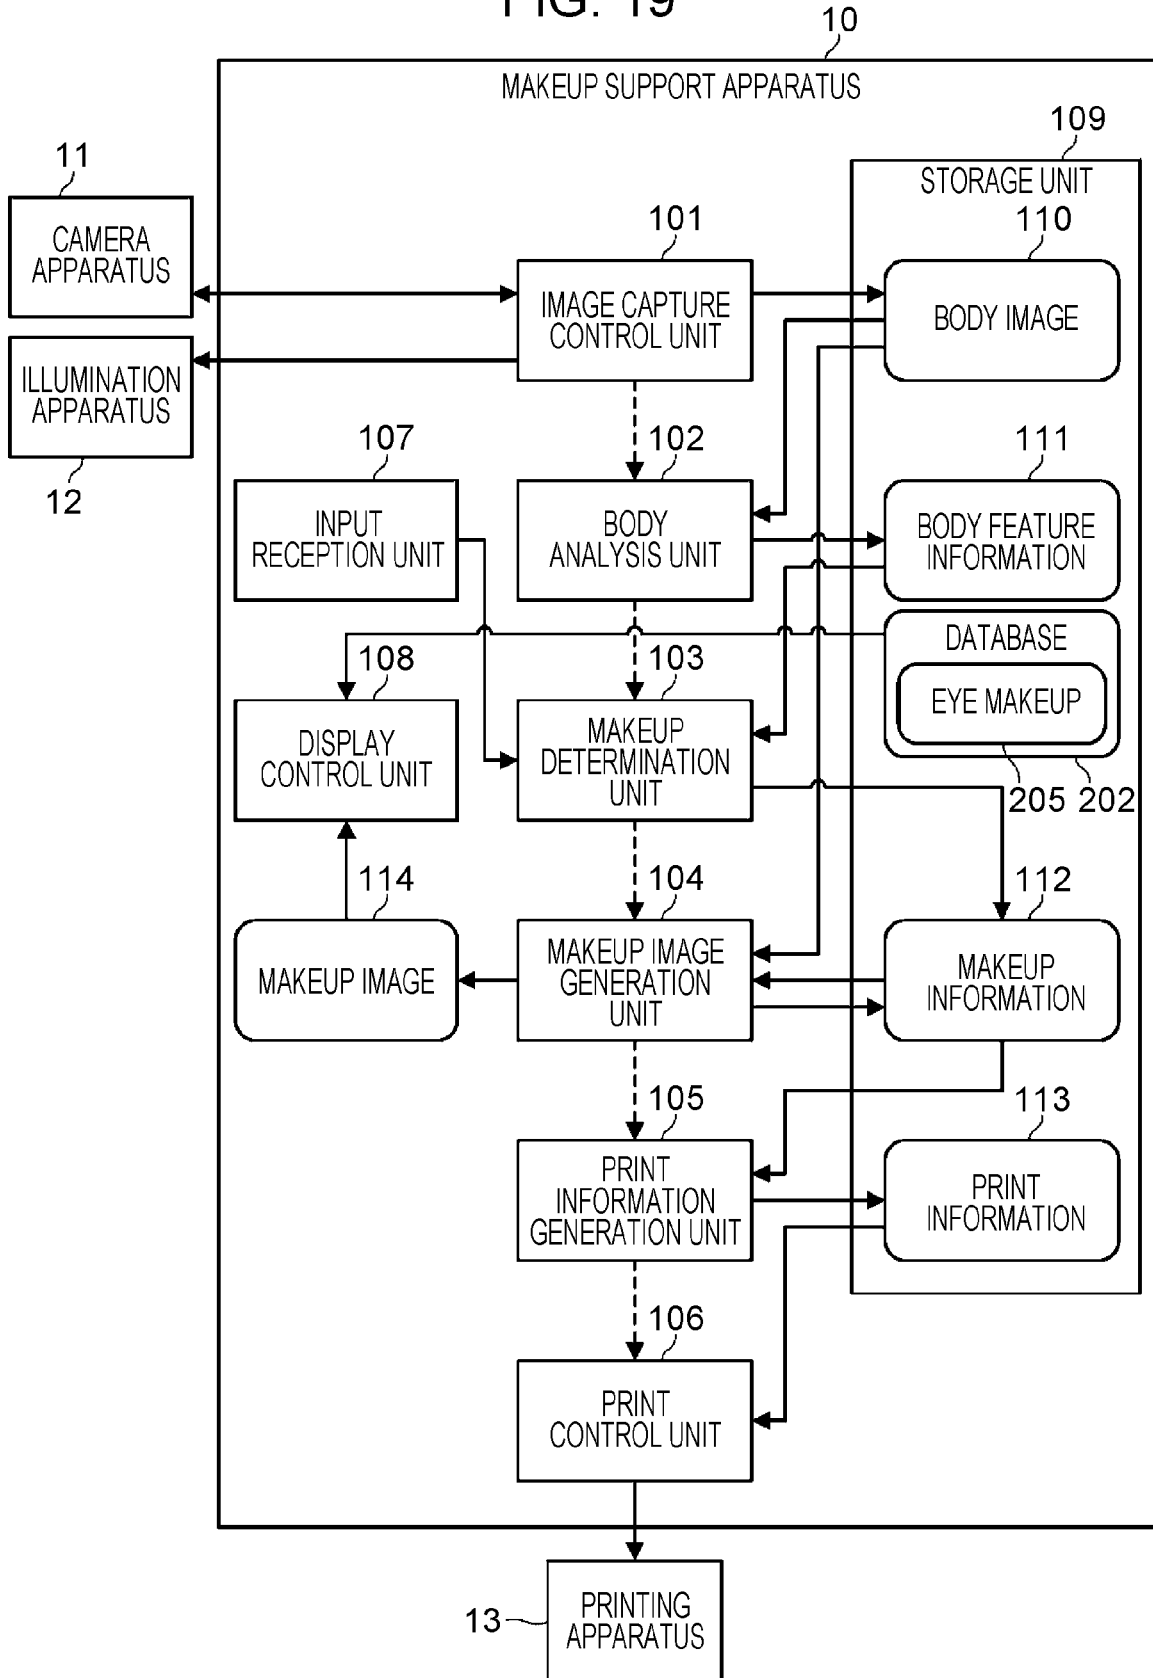 FIG. 19
10
MAKEUP SUPPORT APPARATUS
109
STORAGE UNIT
11
CAMERA
APPARATUS
101
IMAGE CAPTURE
CONTROL UNIT
110
BODY IMAGE
ILLUMINATION
APPARATUS
12
107
INPUT
RECEPTION UNIT
102
BODY
ANALYSIS UNIT
111
BODY FEATURE
INFORMATION
DATABASE
EYE MAKEUP
205
202
108
DISPLAY
CONTROL UNIT
103
MAKEUP
DETERMINATION
UNIT
114
MAKEUP IMAGE
104
MAKEUP IMAGE
GENERATION
UNIT
112
MAKEUP
INFORMATION
105
PRINT
INFORMATION
GENERATION UNIT
113
PRINT
INFORMATION
106
PRINT
CONTROL UNIT
13
PRINTING
APPARATUS